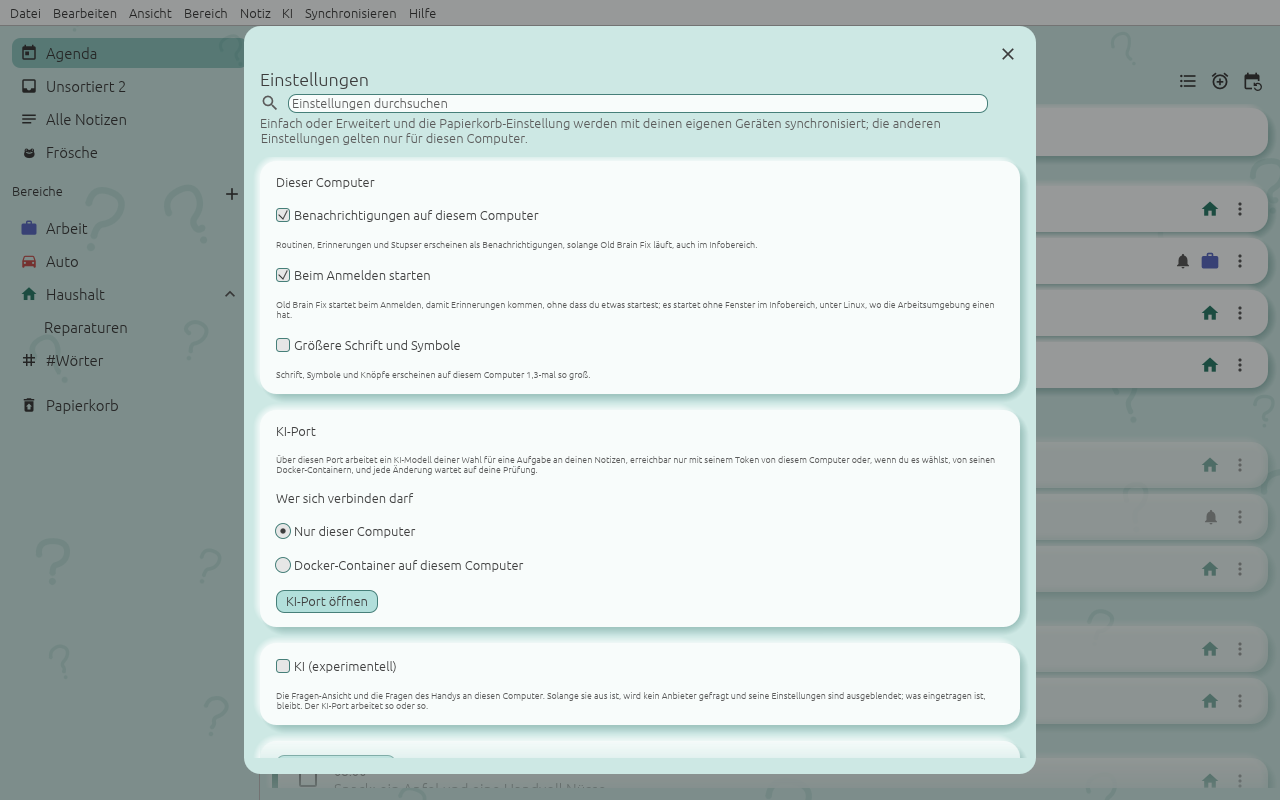 Datei Bearbeiten Ansicht Bereich Notiz KI Synchronisieren Hilfe
Agenda
Unsortiert 2
Alle Notizen
Frösche
Bereiche
Arbeit
Auto
Haushalt
Reparaturen
#Wörter
Papierkorb
Einstellungen
Einstellungen durchsuchen
Einfach oder Erweitert und die Papierkorb-Einstellung werden mit deinen eigenen Geräten synchronisiert; die anderen
Einstellungen gelten nur für diesen Computer.
Dieser Computer
Benachrichtigungen auf diesem Computer
Routinen, Erinnerungen und Stupser erscheinen als Benachrichtigungen, solange Old Brain Fix läuft, auch im Infobereich.
Beim Anmelden starten
Old Brain Fix startet beim Anmelden, damit Erinnerungen kommen, ohne dass du etwas startest; es startet ohne Fenster im Infobereich, unter Linux, wo die Arbeitsumgebung einen
hat.
Größere Schrift und Symbole
Schrift, Symbole und Knöpfe erscheinen auf diesem Computer 1,3-mal so groß.
KI-Port
Über diesen Port arbeitet ein KI-Modell deiner Wahl für eine Aufgabe an deinen Notizen, erreichbar nur mit seinem Token von diesem Computer oder, wenn du es wählst, von seinen
Docker-Containern, und jede Änderung wartet auf deine Prüfung.
Wer sich verbinden darf
Nur dieser Computer
Docker-Container auf diesem Computer
KI-Port öffnen
KI (experimentell)
Die Fragen-Ansicht und die Fragen des Handys an diesen Computer. Solange sie aus ist, wird kein Anbieter gefragt und seine Einstellungen sind ausgeblendet; was eingetragen ist,
bleibt. Der KI-Port arbeitet so oder so.